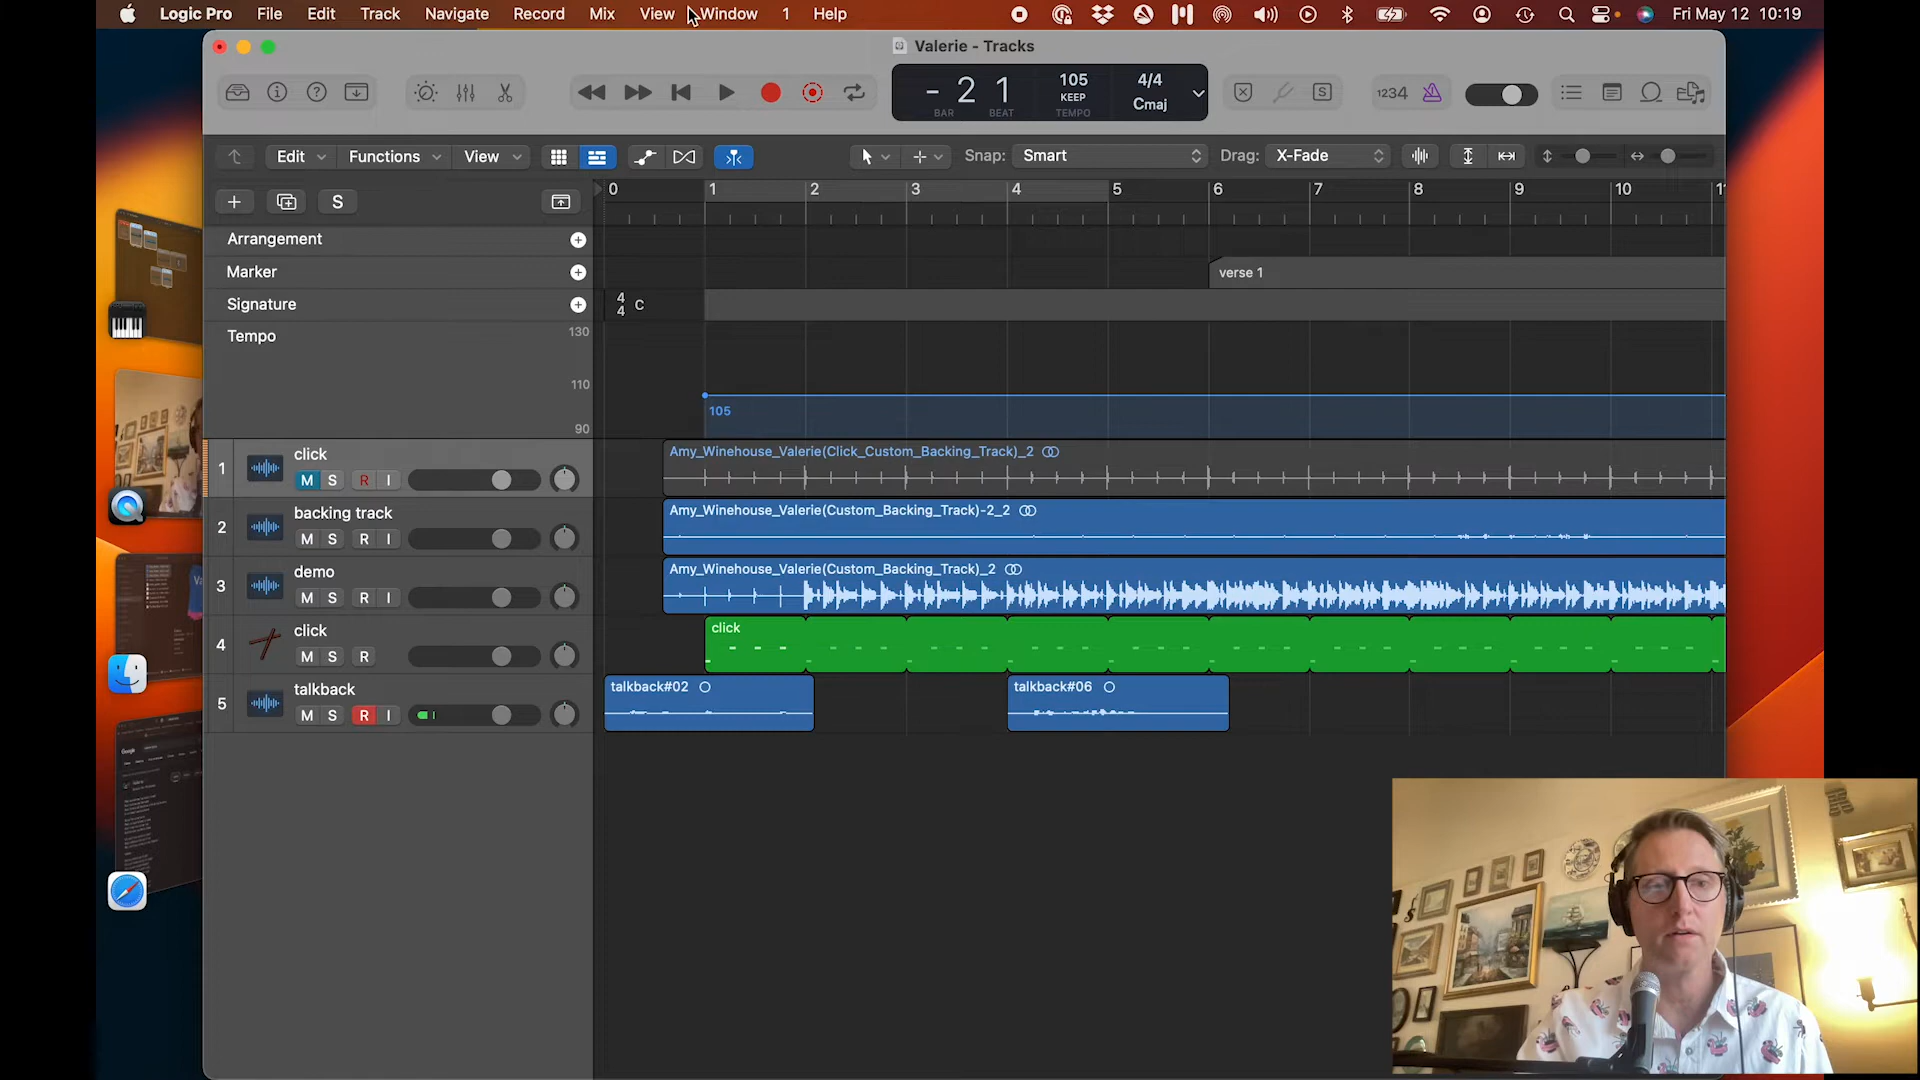 Logic Pro File Edit Track Navigate Record Mix View Window 1 Help Fri May 12 10:19
Valerie - Tracks
- 2 1 105 4/4
KEEP Cmaj
BAR BEAT TEMPO
1234
Edit Functions View Snap: Smart Drag: X-Fade
0 1 2 3 4 5 6 7 8 9 10 11
S
Arrangement
Marker verse 1
Signature 4/4 C
Tempo 130
110
105
90
1 click
M S R I
Amy_Winehouse_Valerie(Click_Custom_Backing_Track)_2
2 backing track
M S R I
Amy_Winehouse_Valerie(Custom_Backing_Track)-2_2
3 demo
M S R I
Amy_Winehouse_Valerie(Custom_Backing_Track)_2
4 click
M S R
click
5 talkback
M S R I
talkback#02 talkback#06